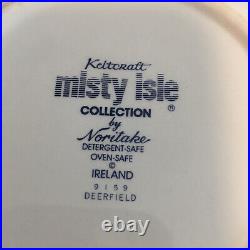 Keltcraft
misty isle
®
COLLECTION
by
Noritake
DETERGENT-SAFE
OVEN-SAFE
©
IRELAND
9159
DEERFIELD